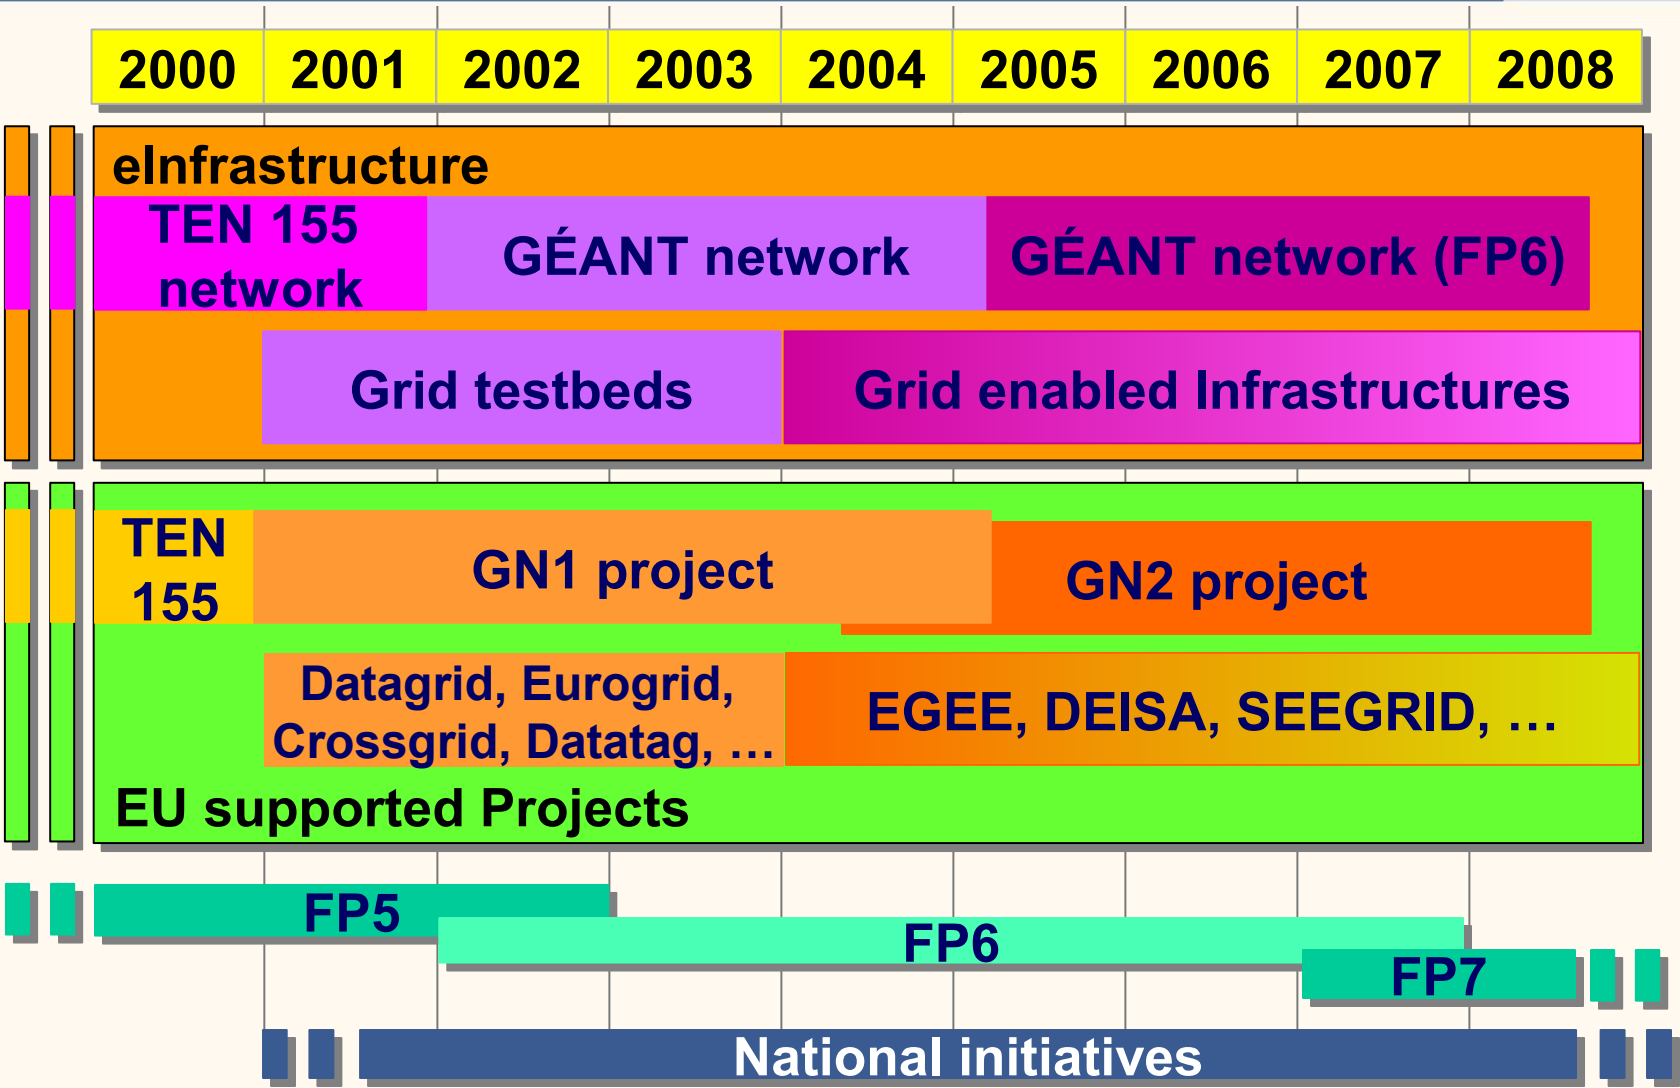 2000 2001 2002 2003 2004 2005 2006 2007 2008
eInfrastructure
TEN 155
network
GÉANT network
GÉANT network (FP6)
Grid testbeds
Grid enabled Infrastructures
TEN
155
GN1 project
GN2 project
Datagrid, Eurogrid,
Crossgrid, Datatag, …
EGEE, DEISA, SEEGRID, …
EU supported Projects
FP5
FP6
FP7
National initiatives